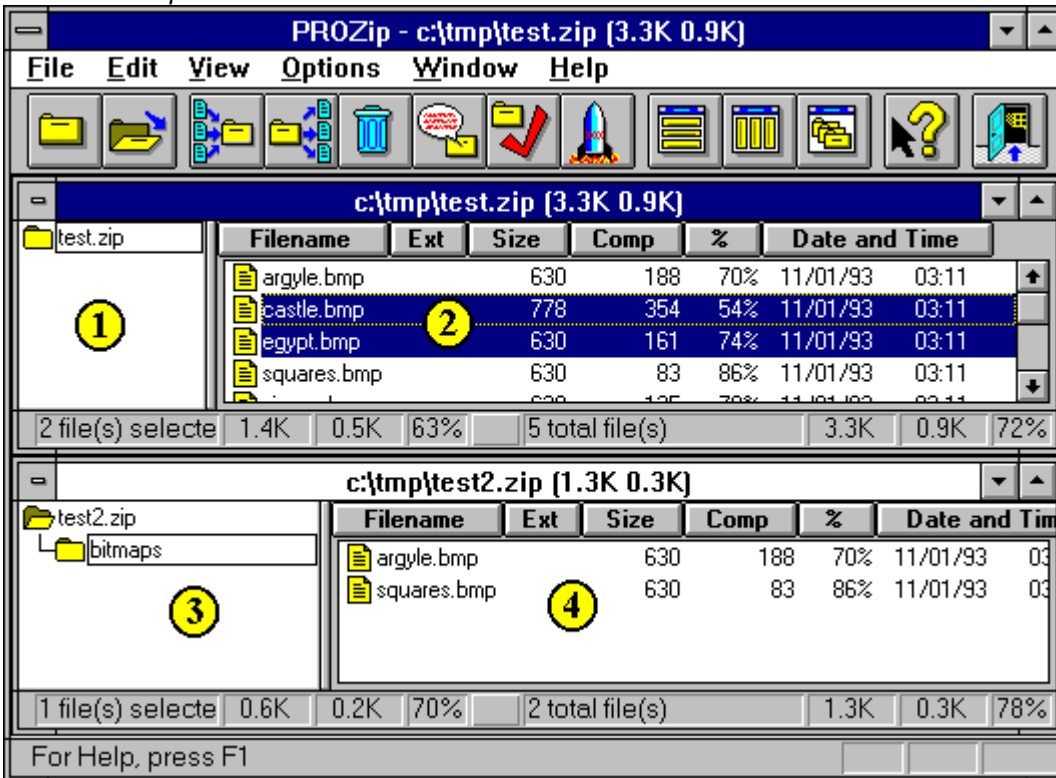 PROZip - c:\tmp\test.zip (3.3K 0.9K)
File Edit View Options Window Help
c:\tmp\test.zip (3.3K 0.9K)
test.zip
Filename Ext Size Comp % Date and Time
argyle.bmp 630 188 70% 11/01/93 03:11
castle.bmp 778 354 54% 11/01/93 03:11
egypt.bmp 630 161 74% 11/01/93 03:11
squares.bmp 630 83 86% 11/01/93 03:11
1
2
2 file(s) selecte 1.4K 0.5K 63% 5 total file(s) 3.3K 0.9K 72%
c:\tmp\test2.zip (1.3K 0.3K)
test2.zip
bitmaps
Filename Ext Size Comp % Date and Tim
argyle.bmp 630 188 70% 11/01/93 03
squares.bmp 630 83 86% 11/01/93 03
3
4
1 file(s) selecte 0.6K 0.2K 70% 2 total file(s) 1.3K 0.3K 78%
For Help, press F1